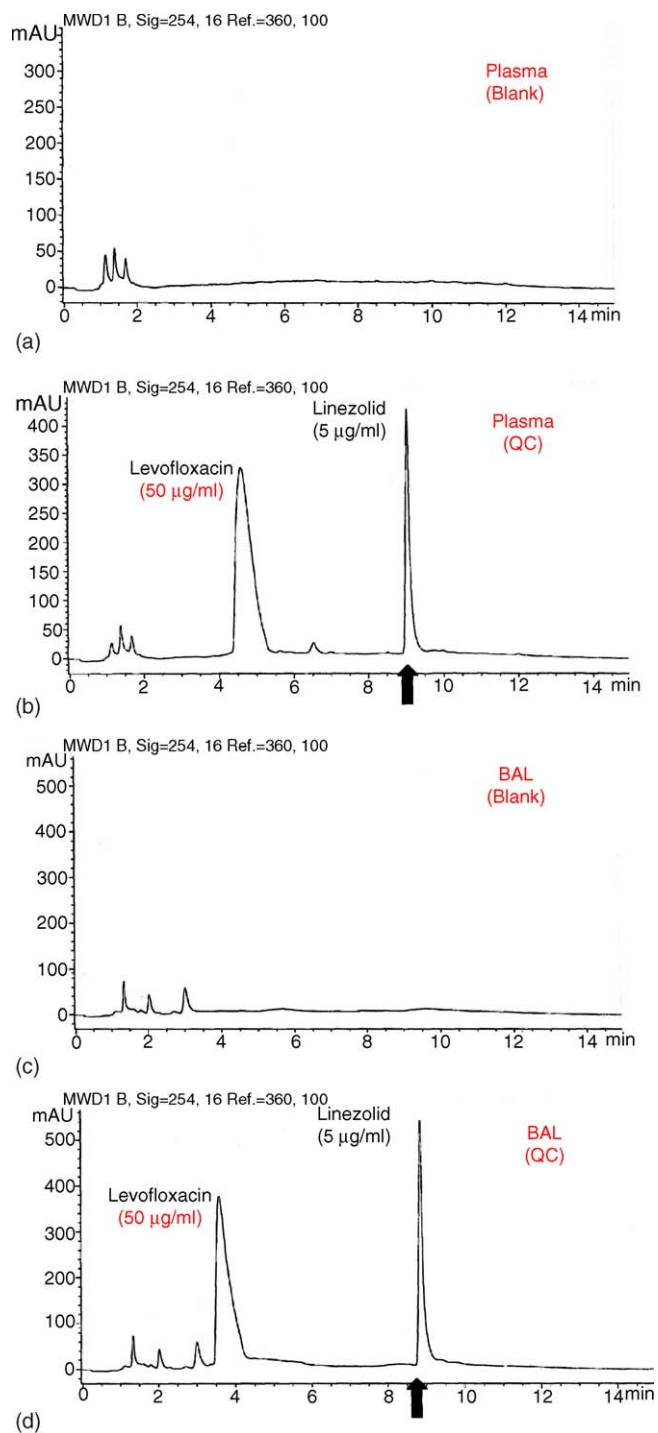 MWD1 B, Sig=254, 16 Ref.=360, 100
mAU
350
300
250
200
150
100
50
0
Plasma
(Blank)
0 2 4 6 8 10 12 14 min
(a)
MWD1 B, Sig=254, 16 Ref.=360, 100
mAU
400
350
300
250
200
150
100
50
0
Levofloxacin
(50 µg/ml)
Linezolid
(5 µg/ml)
Plasma
(QC)
0 2 4 6 8 10 12 14 min
(b)
MWD1 B, Sig=254, 16 Ref.=360, 100
mAU
500
400
300
200
100
0
BAL
(Blank)
0 2 4 6 8 10 12 14 min
(c)
MWD1 B, Sig=254, 16 Ref.=360, 100
mAU
500
400
300
200
100
0
Levofloxacin
(50 µg/ml)
Linezolid
(5 µg/ml)
BAL
(QC)
0 2 4 6 8 10 12 14 min
(d)